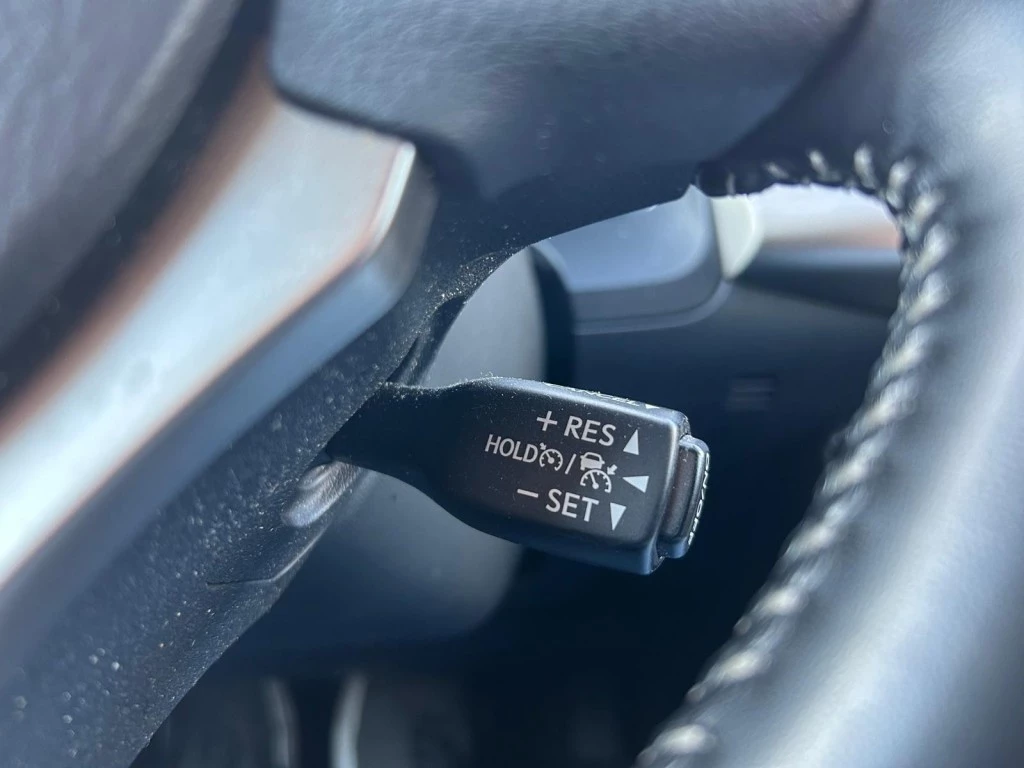 + RES
HOLD /
− SET